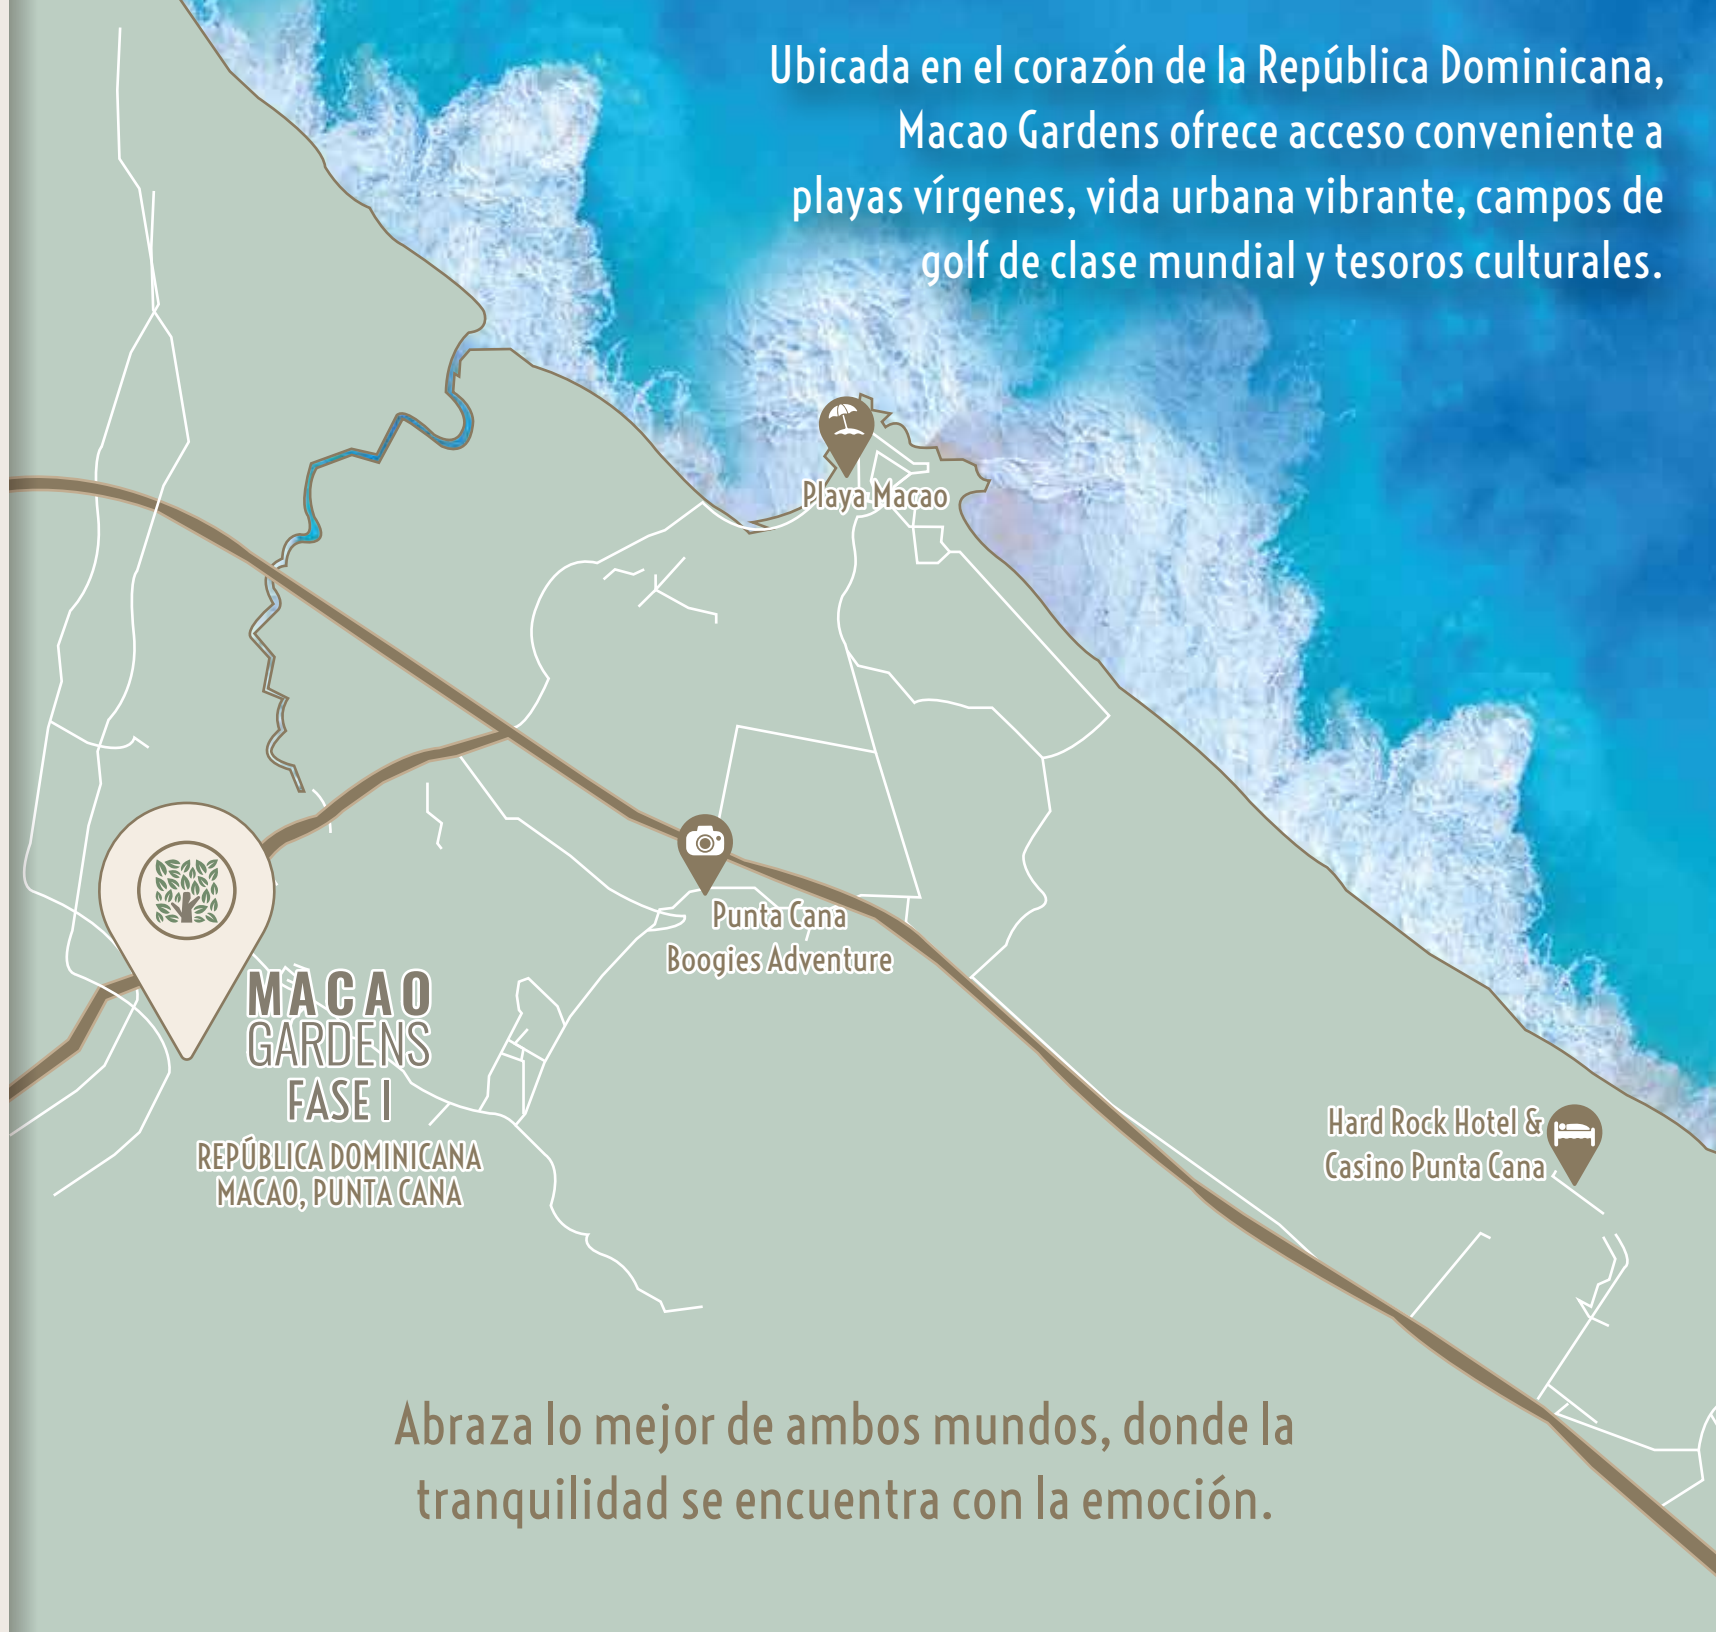 Ubicada en el corazón de la República Dominicana,
Macao Gardens ofrece acceso conveniente a
playas vírgenes, vida urbana vibrante, campos de
golf de clase mundial y tesoros culturales.
Playa Macao
Punta Cana
Boogies Adventure
MACAO
GARDENS
FASE I
REPÚBLICA DOMINICANA
MACAO, PUNTA CANA
Hard Rock Hotel &
Casino Punta Cana
Abraza lo mejor de ambos mundos, donde la
tranquilidad se encuentra con la emoción.